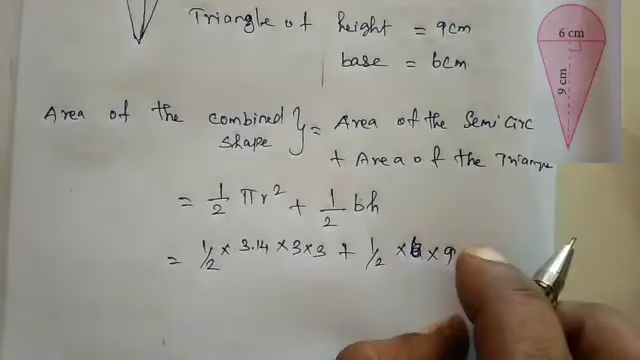 Triangle of height = 9cm
base = 6cm
6 cm
9 cm
Area of the combined shape } = Area of the Semi Circ
+ Area of the Triangle
= 1/2 πr² + 1/2 bh
= 1/2 × 3.14 × 3 × 3 + 1/2 × 6 × 9